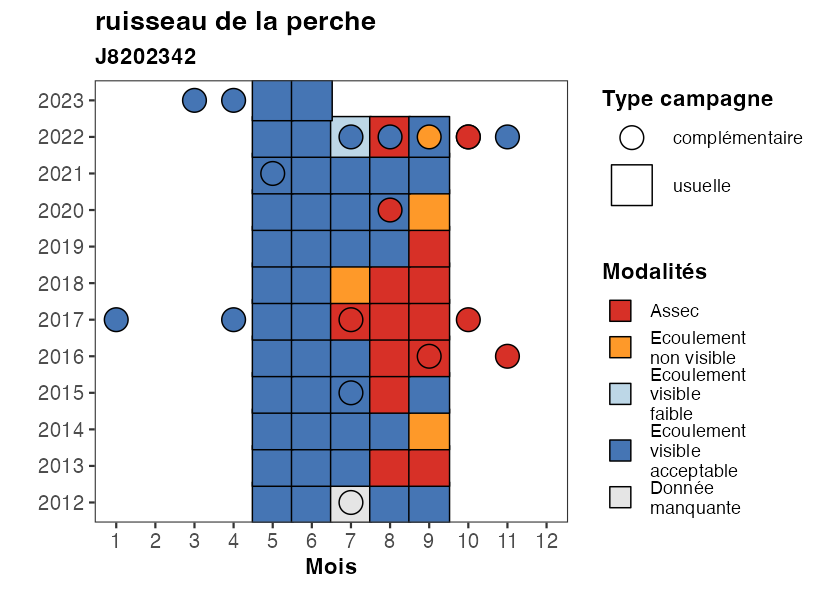 ruisseau de la perche
J8202342
2023
2022
2021
2020
2019
2018
2017
2016
2015
2014
2013
2012
1 2 3 4 5 6 7 8 9 10 11 12
Mois
Type campagne
complémentaire
usuelle
Modalités
Assec
Ecoulement
non visible
Ecoulement
visible
faible
Ecoulement
visible
acceptable
Donnée
manquante